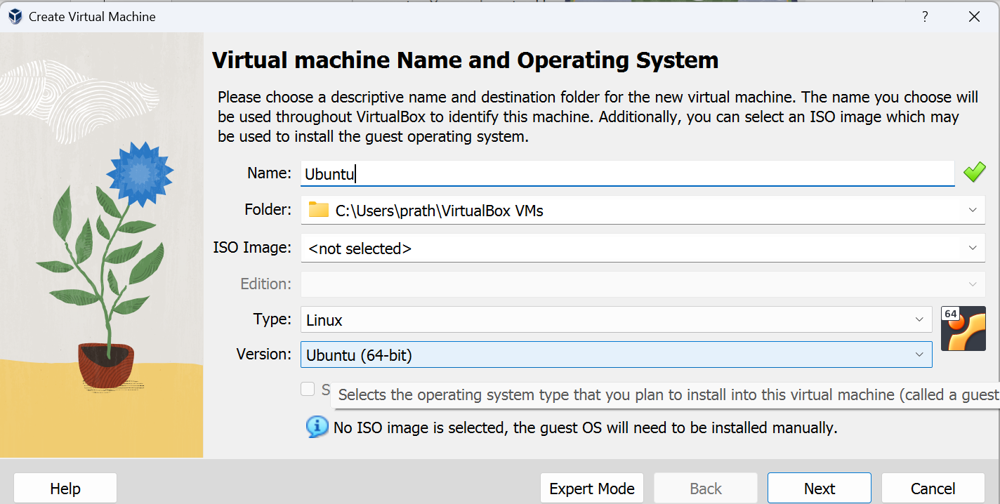 Create Virtual Machine
?
Virtual machine Name and Operating System
Please choose a descriptive name and destination folder for the new virtual machine. The name you choose will
be used throughout VirtualBox to identify this machine. Additionally, you can select an ISO image which may
be used to install the guest operating system.
Name: Ubuntu
Folder: C:\Users\prath\VirtualBox VMs
ISO Image: <not selected>
Edition:
Type: Linux
64
Version: Ubuntu (64-bit)
S
Selects the operating system type that you plan to install into this virtual machine (called a guest
No ISO image is selected, the guest OS will need to be installed manually.
Help Expert Mode Back Next Cancel